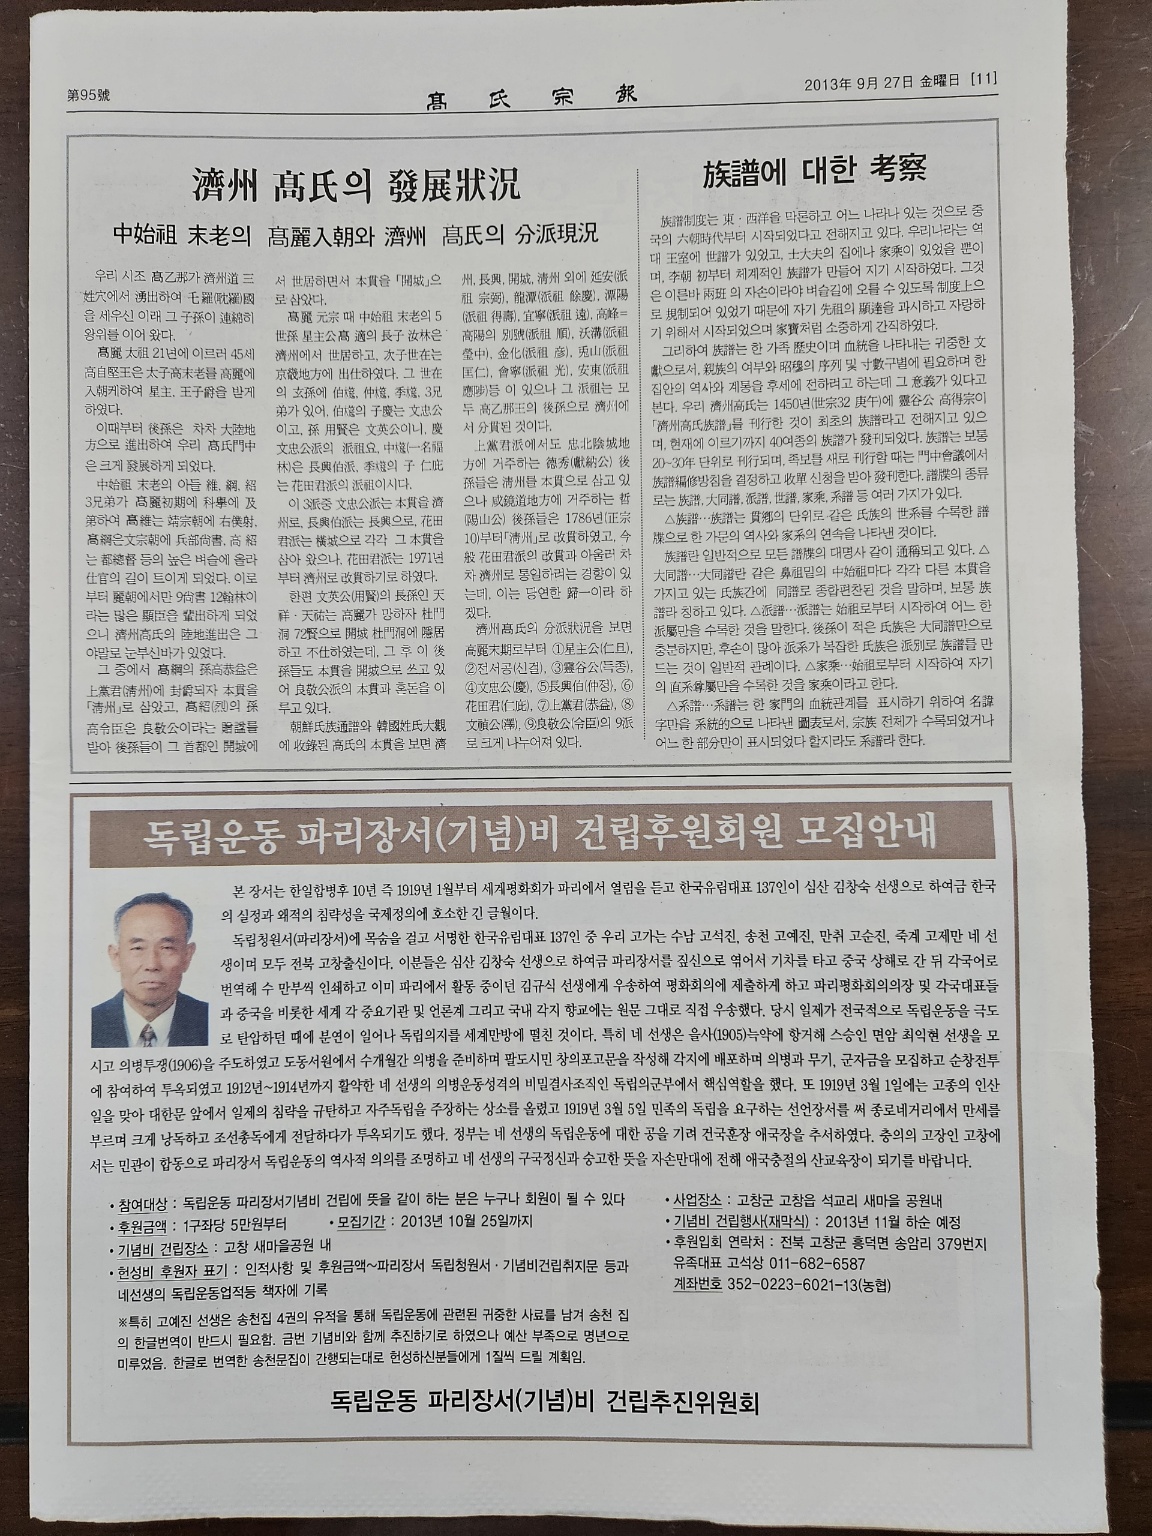 第95號
髙氏宗報
2013年 9月 27日 金曜日 [11]
濟州 髙氏의 發展狀況
中始祖 末老의 髙麗入朝와 濟州 髙氏의 分派現況
우리 시조 髙乙那가 濟州道 三
姓穴에서 湧出하여 乇羅(耽羅)國
을 세우신 이래 그 子孫이 連綿히
왕위를 이어 왔다.
髙麗 太祖 21년에 이르러 45세
髙自堅王은 太子髙末老를 髙麗에
入朝케하여 星主, 王子爵을 받게
하였다.
이때부터 後孫은 차차 大陸地
方으로 進出하여 우리 髙氏門中
은 크게 發展하게 되었다.
中始祖 末老의 아들 維, 綱, 紹
3兄弟가 髙麗初期에 科擧에 及
第하여 髙維는 靖宗朝에 右僕射,
髙綱은文宗朝에 兵部尙書, 髙 紹
는 都總督 등의 높은 벼슬에 올라
仕官의 길이 트이게 되었다. 이로
부터 麗朝에서만 9尙書 12翰林이
라는 많은 顯臣을 輩出하게 되었
으니 濟州高氏의 陸地進出은 그
야말로 눈부신바가 있었다.
그 중에서 髙綱의 孫高恭益은
上黨君(淸州)에 封爵되자 本貫을
「淸州」로 삼았고, 髙紹(烈)의 孫
高令臣은 良敬公이라는 贈諡를
받아 後孫들이 그 首都인 開城에
서 世居하면서 本貫을 「開城」으
로 삼았다.
髙麗 元宗 때 中始祖 末老의 5
世孫 星主公髙 適의 長子 汝林은
濟州에서 世居하고, 次子世在는
京畿地方에 出仕하였다. 그 世在
의 玄孫에 伯瑥, 仲瑥, 季瑥, 3兄
弟가 있어, 伯瑥의 子慶는 文忠公
이고, 孫 用賢은 文英公이니, 慶
文忠公派의 派祖요, 中瑥(一名福
林)은 長興伯派, 季瑥의 子 仁庇
는 花田君派의 派祖이시다.
이 3派중 文忠公派는 本貫을 濟
州로, 長興伯派는 長興으로, 花田
君派는 橫城으로 각각 그 本貫을
삼아 왔으나, 花田君派는 1971년
부터 濟州로 改貫하기로 하였다.
한편 文英公(用賢)의 長孫인 天
祥·天祐는 高麗가 망하자 杜門
洞 72賢으로 開城 杜門洞에 隱居
하고 不仕하였는데, 그 후 이 後
孫들도 本貫을 開城으로 쓰고 있
어 良敬公派의 本貫과 혼돈을 이
루고 있다.
朝鮮氏族通譜와 韓國姓氏大觀
에 收錄된 高氏의 本貫을 보면 濟
州, 長興, 開城, 淸州 外에 延安(派
祖 宗弼), 龍潭(派祖 餘慶), 潭陽
(派祖 得壽), 宜寧(派祖 遠), 高峰=
高陽의 別號(派祖 順), 沃溝(派祖
瑩中), 金化(派祖 彦), 兎山(派祖
匡仁), 會寧(派祖 光), 安東(派祖
應陟)등 이 있으나 그 派祖는 모
두 高乙那王의 後孫으로 濟州에
서 分貫된 것이다.
上黨君派에서도 忠北陰城地
方에 거주하는 德秀(獻納公) 後
孫들은 淸州를 本貫으로 삼고 있
으나 咸鏡道地方에 거주하는 哲
(陽山公) 後孫들은 1786년(正宗
10)부터「濟州」로 改貫하였고, 今
般 花田君派의 改貫과 아울러 차
차 濟州로 통일하려는 경향이 있
는데, 이는 당연한 歸一이라 하
겠다.
濟州髙氏의 分派狀況을 보면
高麗末期로부터 ①星主公(仁旦),
②전서공(신걸), ③靈谷公(득종),
④文忠公(慶), ⑤長興伯(仲玎), ⑥
花田君(仁庇), ⑦上黨君(恭益), ⑧
文禎公(澤), ⑨良敬公(令臣)의 9派
로 크게 나누어져 있다.
族譜에 대한 考察
族譜制度는 東·西洋을 막론하고 어느 나라나 있는 것으로 중
국의 六朝時代부터 시작되었다고 전해지고 있다. 우리나라는 역
대 王室에 世譜가 있었고, 士大夫의 집에나 家乘이 있었을 뿐이
며, 李朝 初부터 체계적인 族譜가 만들어 지기 시작하였다. 그것
은 이른바 兩班 의 자손이라야 벼슬길에 오를 수 있도록 制度上으
로 規制되어 있었기 때문에 자기 先祖의 顯達을 과시하고 자랑하
기 위해서 시작되었으며 家寶처럼 소중하게 간직하였다.
그리하여 族譜는 한 가족 歷史이며 血統을 나타내는 귀중한 文
獻으로서, 親族의 여부와 昭穆의 序列 및 寸數구별에 필요하며 한
집안의 역사와 계통을 후세에 전하려고 하는데 그 意義가 있다고
본다. 우리 濟州高氏는 1450년(世宗32 庚午)에 靈谷公 高得宗이
「濟州高氏族譜」를 刊行한 것이 최초의 族譜라고 전해지고 있으
며, 현재에 이르기까지 40여종의 族譜가 發刊되었다. 族譜는 보통
20~30年 단위로 刊行되며, 족보를 새로 刊行할 때는 門中會議에서
族譜編修방침을 결정하고 收單 신청을 받아 發刊한다. 譜牒의 종류
로는 族譜, 大同譜, 派譜, 世譜, 家乘, 系譜 등 여러 가지가 있다.
△族譜…族譜는 貫鄕의 단위로 같은 氏族의 世系를 수록한 譜
牒으로 한 가문의 역사와 家系의 연속을 나타낸 것이다.
族譜란 일반적으로 모든 譜牒의 대명사 같이 通稱되고 있다. △
大同譜…大同譜란 같은 鼻祖밑의 中始祖마다 각각 다른 本貫을
가지고 있는 氏族간에 同譜로 종합편찬된 것을 말하며, 보통 族
譜라 칭하고 있다. △派譜…派譜는 始祖로부터 시작하여 어느 한
派屬만을 수록한 것을 말한다. 後孫이 적은 氏族은 大同譜만으로
충분하지만, 후손이 많아 派系가 복잡한 氏族은 派別로 族譜를 만
드는 것이 일반적 관례이다. △家乘…始祖로부터 시작하여 자기
의 直系尊屬만을 수록한 것을 家乘이라고 한다.
△系譜…系譜는 한 家門의 血統관계를 표시하기 위하여 名諱
字만을 系統的으로 나타낸 圖表로서, 宗族 전체가 수록되었거나
어느 한 部分만이 표시되었다 할지라도 系譜라 한다.
독립운동 파리장서(기념)비 건립후원회원 모집안내
본 장서는 한일합병후 10년 즉 1919년 1월부터 세계평화회가 파리에서 열림을 듣고 한국유림대표 137인이 심산 김창숙 선생으로 하여금 한국
의 실정과 왜적의 침략성을 국제정의에 호소한 긴 글월이다.
독립청원서(파리장서)에 목숨을 걸고 서명한 한국유림대표 137인 중 우리 고가는 수남 고석진, 송천 고예진, 만취 고순진, 죽계 고제만 네 선
생이며 모두 전북 고창출신이다. 이분들은 심산 김창숙 선생으로 하여금 파리장서를 짚신으로 엮어서 기차를 타고 중국 상해로 간 뒤 각국어로
번역해 수 만부씩 인쇄하고 이미 파리에서 활동 중이던 김규식 선생에게 우송하여 평화회의에 제출하게 하고 파리평화회의의장 및 각국대표들
과 중국을 비롯한 세계 각 중요기관 및 언론계 그리고 국내 각지 향교에는 원문 그대로 직접 우송했다. 당시 일제가 전국적으로 독립운동을 극도
로 탄압하던 때에 분연이 일어나 독립의지를 세계만방에 떨친 것이다. 특히 네 선생은 을사(1905)늑약에 항거해 스승인 면암 최익현 선생을 모
시고 의병투쟁(1906)을 주도하였고 도동서원에서 수개월간 의병을 준비하며 팔도시민 창의포고문을 작성해 각지에 배포하며 의병과 무기, 군자금을 모집하고 순창전투
에 참여하여 투옥되였고 1912년~1914년까지 활약한 네 선생의 의병운동성격의 비밀결사조직인 독립의군부에서 핵심역할을 했다. 또 1919년 3월 1일에는 고종의 인산
일을 맞아 대한문 앞에서 일제의 침략을 규탄하고 자주독립을 주장하는 상소를 올렸고 1919년 3월 5일 민족의 독립을 요구하는 선언장서를 써 종로네거리에서 만세를
부르며 크게 낭독하고 조선총독에게 전달하다가 투옥되기도 했다. 정부는 네 선생의 독립운동에 대한 공을 기려 건국훈장 애국장을 추서하였다. 충의의 고장인 고창에
서는 민관이 합동으로 파리장서 독립운동의 역사적 의의를 조명하고 네 선생의 구국정신과 숭고한 뜻을 자손만대에 전해 애국충절의 산교육장이 되기를 바랍니다.
• 참여대상 : 독립운동 파리장서기념비 건립에 뜻을 같이 하는 분은 누구나 회원이 될 수 있다
• 후원금액 : 1구좌당 5만원부터 • 모집기간 : 2013년 10월 25일까지
• 기념비 건립장소 : 고창 새마을공원 내
• 헌성비 후원자 표기 : 인적사항 및 후원금액~파리장서 독립청원서·기념비건립취지문 등과
네선생의 독립운동업적등 책자에 기록
※특히 고예진 선생은 송천집 4권의 유적을 통해 독립운동에 관련된 귀중한 사료를 남겨 송천 집
의 한글번역이 반드시 필요함. 금번 기념비와 함께 추진하기로 하였으나 예산 부족으로 명년으로
미루었음. 한글로 번역한 송천문집이 간행되는대로 헌성하신분들에게 1질씩 드릴 계획임.
• 사업장소 : 고창군 고창읍 석교리 새마을 공원내
• 기념비 건립행사(재막식) : 2013년 11월 하순 예정
• 후원입회 연락처 : 전북 고창군 흥덕면 송암리 379번지
유족대표 고석상 011-682-6587
계좌번호 352-0223-6021-13(농협)
독립운동 파리장서(기념)비 건립추진위원회